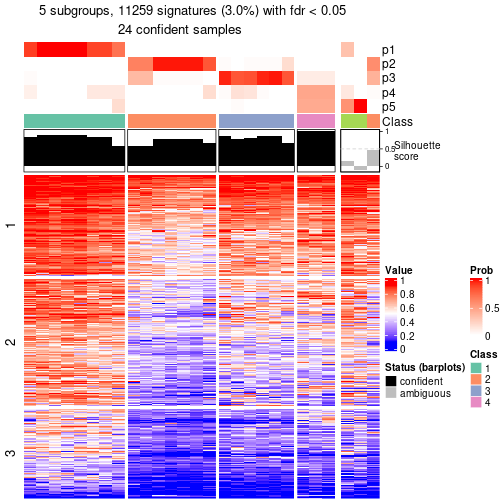 5 subgroups, 11259 signatures (3.0%) with fdr < 0.05
24 confident samples
p1
p2
p3
p4
p5
Class
1
0.5
0
Silhouette
score
1
2
3
Value
1
0.8
0.6
0.4
0.2
0
Status (barplots)
confident
ambiguous
Prob
1
0.5
0
Class
1
2
3
4